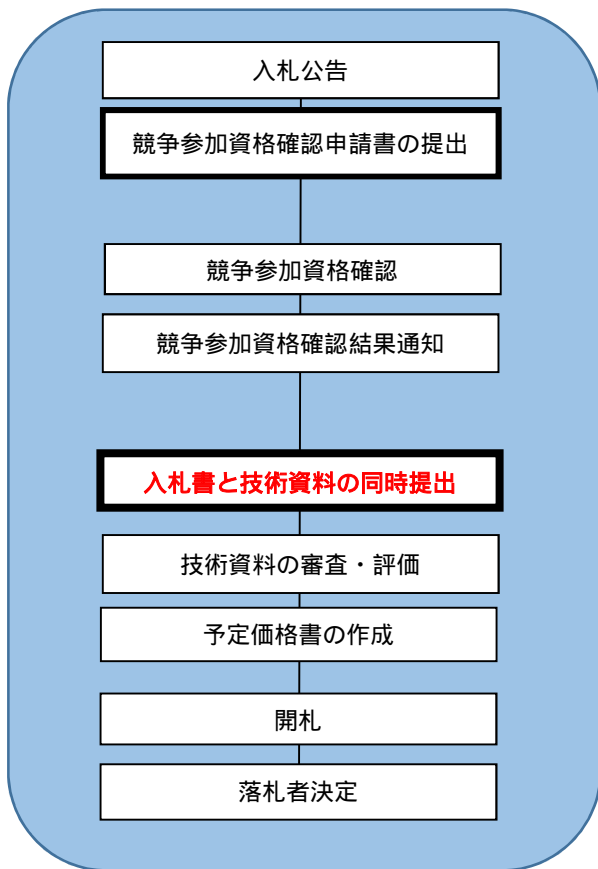 入札公告
競争参加資格確認申請書の提出
競争参加資格確認
競争参加資格確認結果通知
入札書と技術資料の同時提出
技術資料の審査・評価
予定価格書の作成
開札
落札者決定